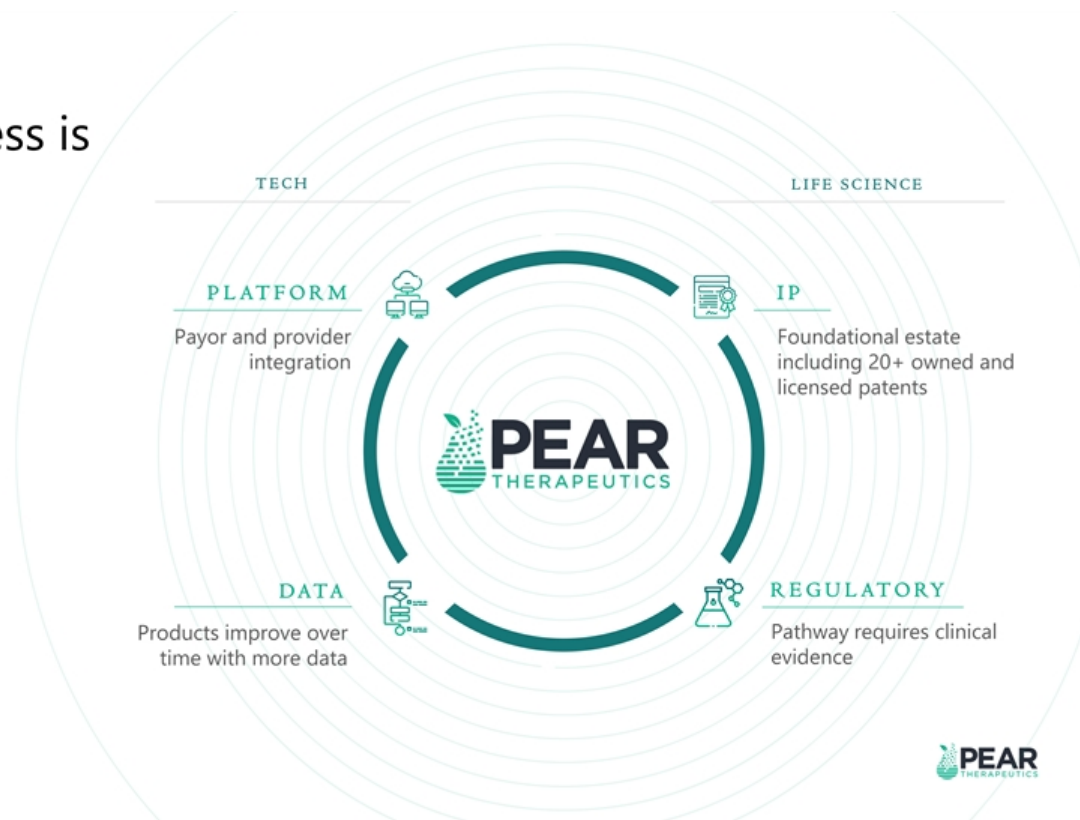 ess is
TECH
LIFE SCIENCE
PLATFORM
Payor and provider
integration
IP
Foundational estate
including 20+ owned and
licensed patents
PEAR
THERAPEUTICS
DATA
Products improve over
time with more data
REGULATORY
Pathway requires clinical
evidence
PEAR
THERAPEUTICS